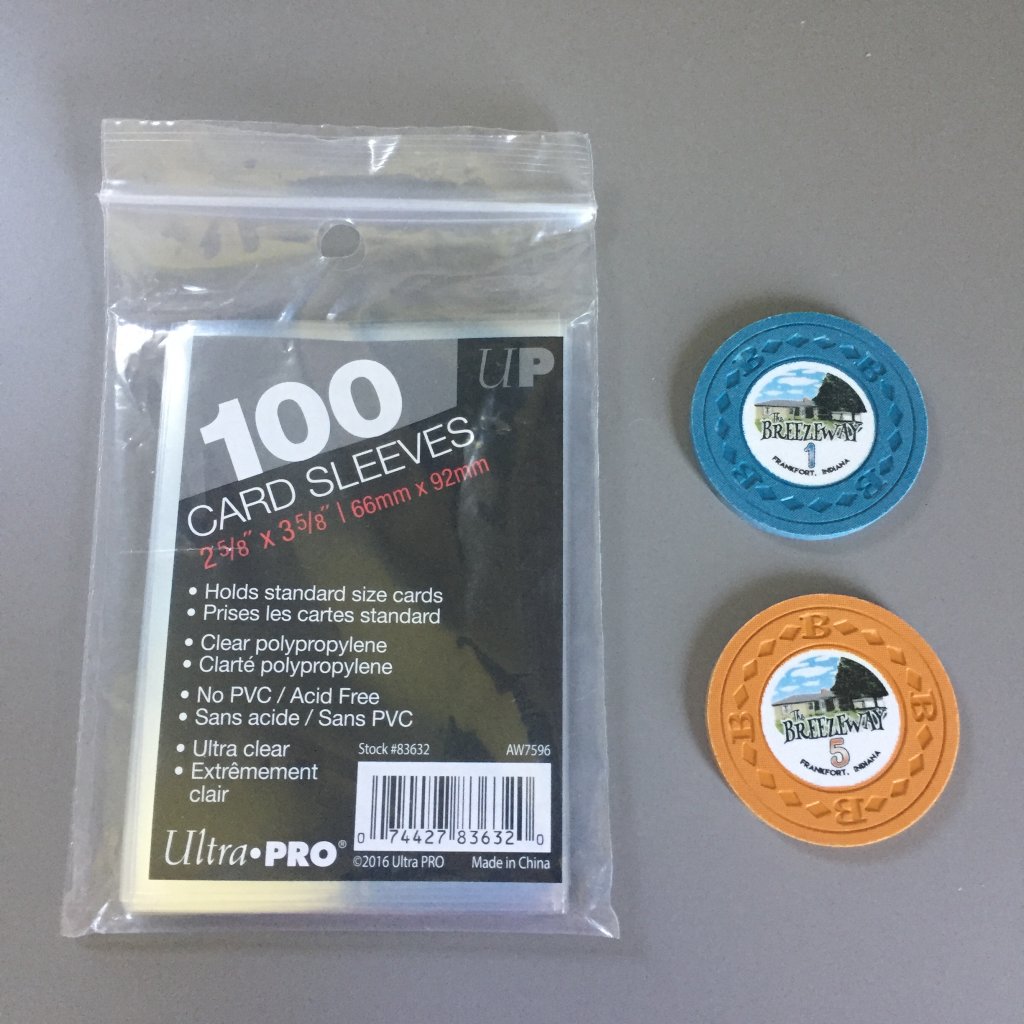 100
UP
CARD SLEEVES
2 5/8" x 3 5/8" | 66mm x 92mm
• Holds standard size cards
• Prises les cartes standard
• Clear polypropylene
• Clarté polypropylene
• No PVC / Acid Free
• Sans acide / Sans PVC
• Ultra clear
• Extrêmement
clair
Stock #83632 AW7596
0 74427 83632 0
Ultra•PRO®
©2016 Ultra PRO Made in China
B B
The
BREEZEWAY
1
FRANKFORT, INDIANA
B B
B
The
BREEZEWAY
5
FRANKFORT, INDIANA
B B
B